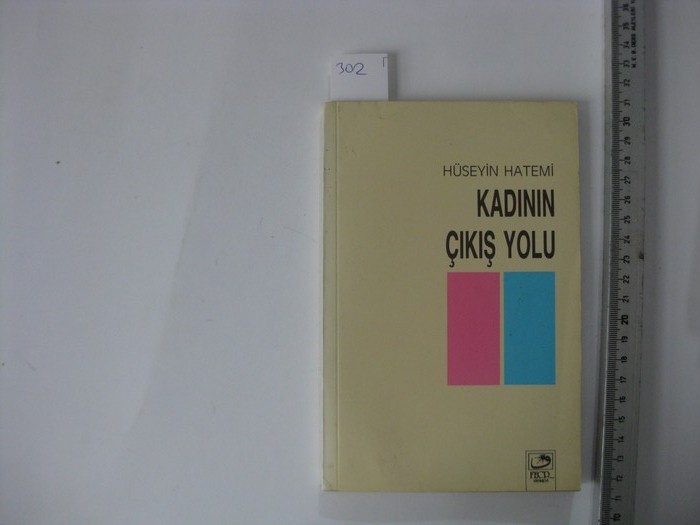 302
HÜSEYİN HATEMİ
KADININ
ÇIKIŞ YOLU